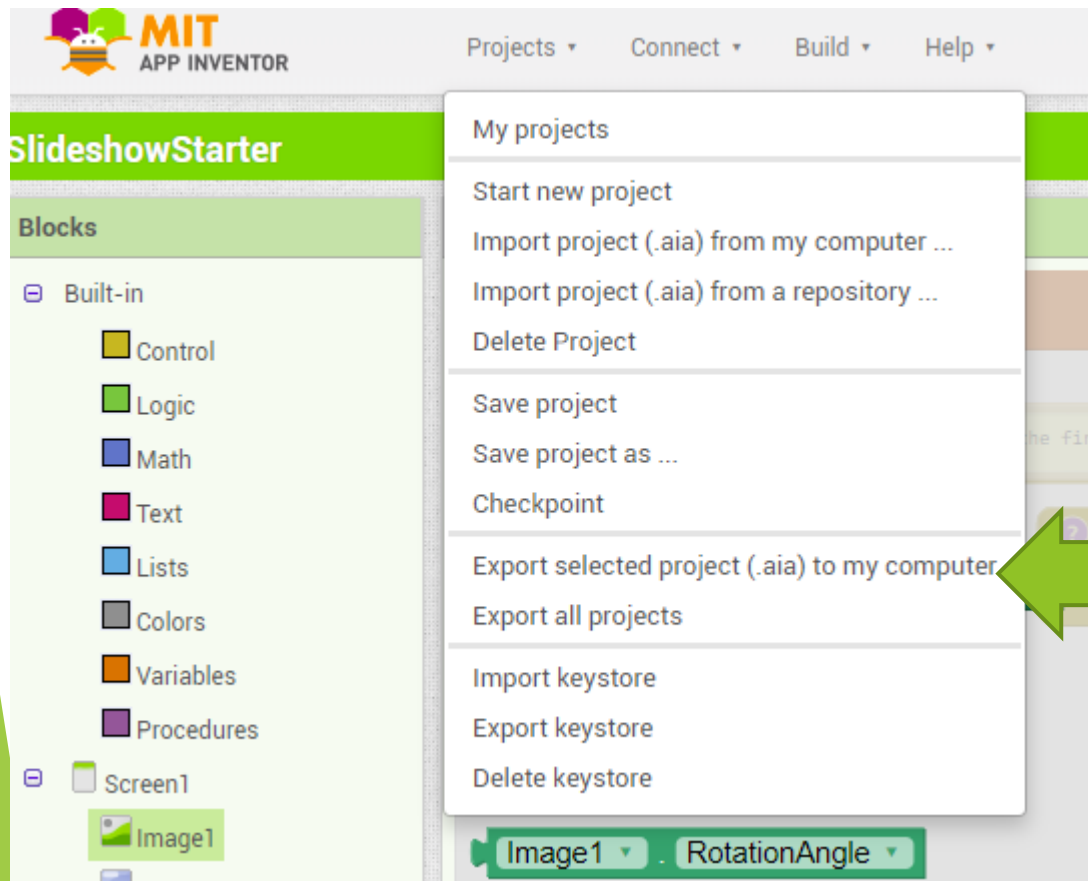 MIT
APP INVENTOR
Projects Connect Build Help
SlideshowStarter
Blocks
Built-in
Control
Logic
Math
Text
Lists
Colors
Variables
Procedures
Screen1
Image1
My projects
Start new project
Import project (.aia) from my computer ...
Import project (.aia) from a repository ...
Delete Project
Save project
Save project as ...
Checkpoint
Export selected project (.aia) to my computer
Export all projects
Import keystore
Export keystore
Delete keystore
?
Image1 . RotationAngle